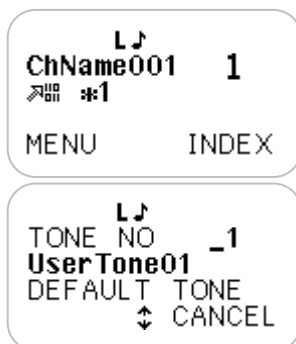 L♪
ChName001 1
*1
MENU INDEX
L♪
TONE NO _1
UserTone01
DEFAULT TONE
↕ CANCEL